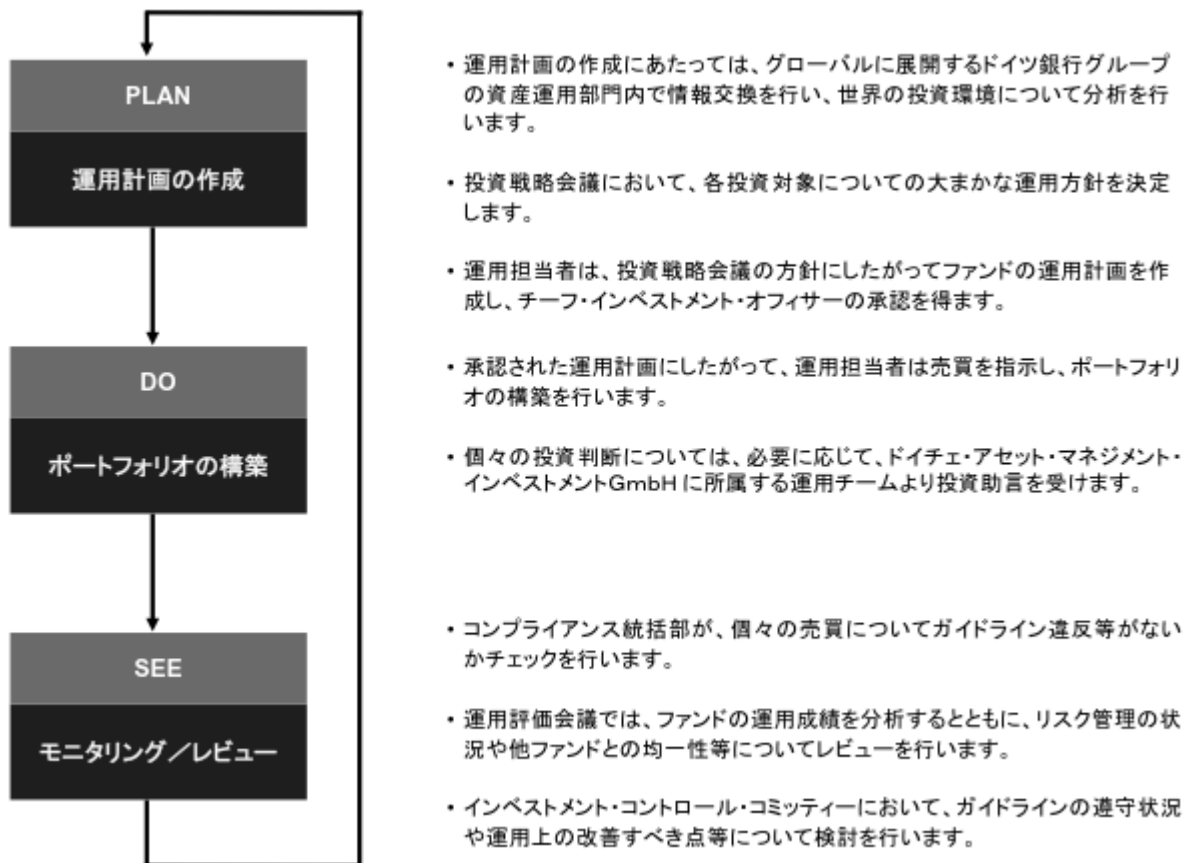 PLAN
運用計画の作成
・運用計画の作成にあたっては、グローバルに展開するドイツ銀行グループ
の資産運用部門内で情報交換を行い、世界の投資環境について分析を行
います。
・投資戦略会議において、各投資対象についての大まかな運用方針を決定
します。
・運用担当者は、投資戦略会議の方針にしたがってファンドの運用計画を作
成し、チーフ・インベストメント・オフィサーの承認を得ます。
DO
ポートフォリオの構築
・承認された運用計画にしたがって、運用担当者は売買を指示し、ポートフォリ
オの構築を行います。
・個々の投資判断については、必要に応じて、ドイチェ・アセット・マネジメント・
インベストメントGmbHに所属する運用チームより投資助言を受けます。
SEE
モニタリング／レビュー
・コンプライアンス統括部が、個々の売買についてガイドライン違反等がない
かチェックを行います。
・運用評価会議では、ファンドの運用成績を分析するとともに、リスク管理の状
況や他ファンドとの均一性等についてレビューを行います。
・インベストメント・コントロール・コミッティーにおいて、ガイドラインの遵守状況
や運用上の改善すべき点等について検討を行います。